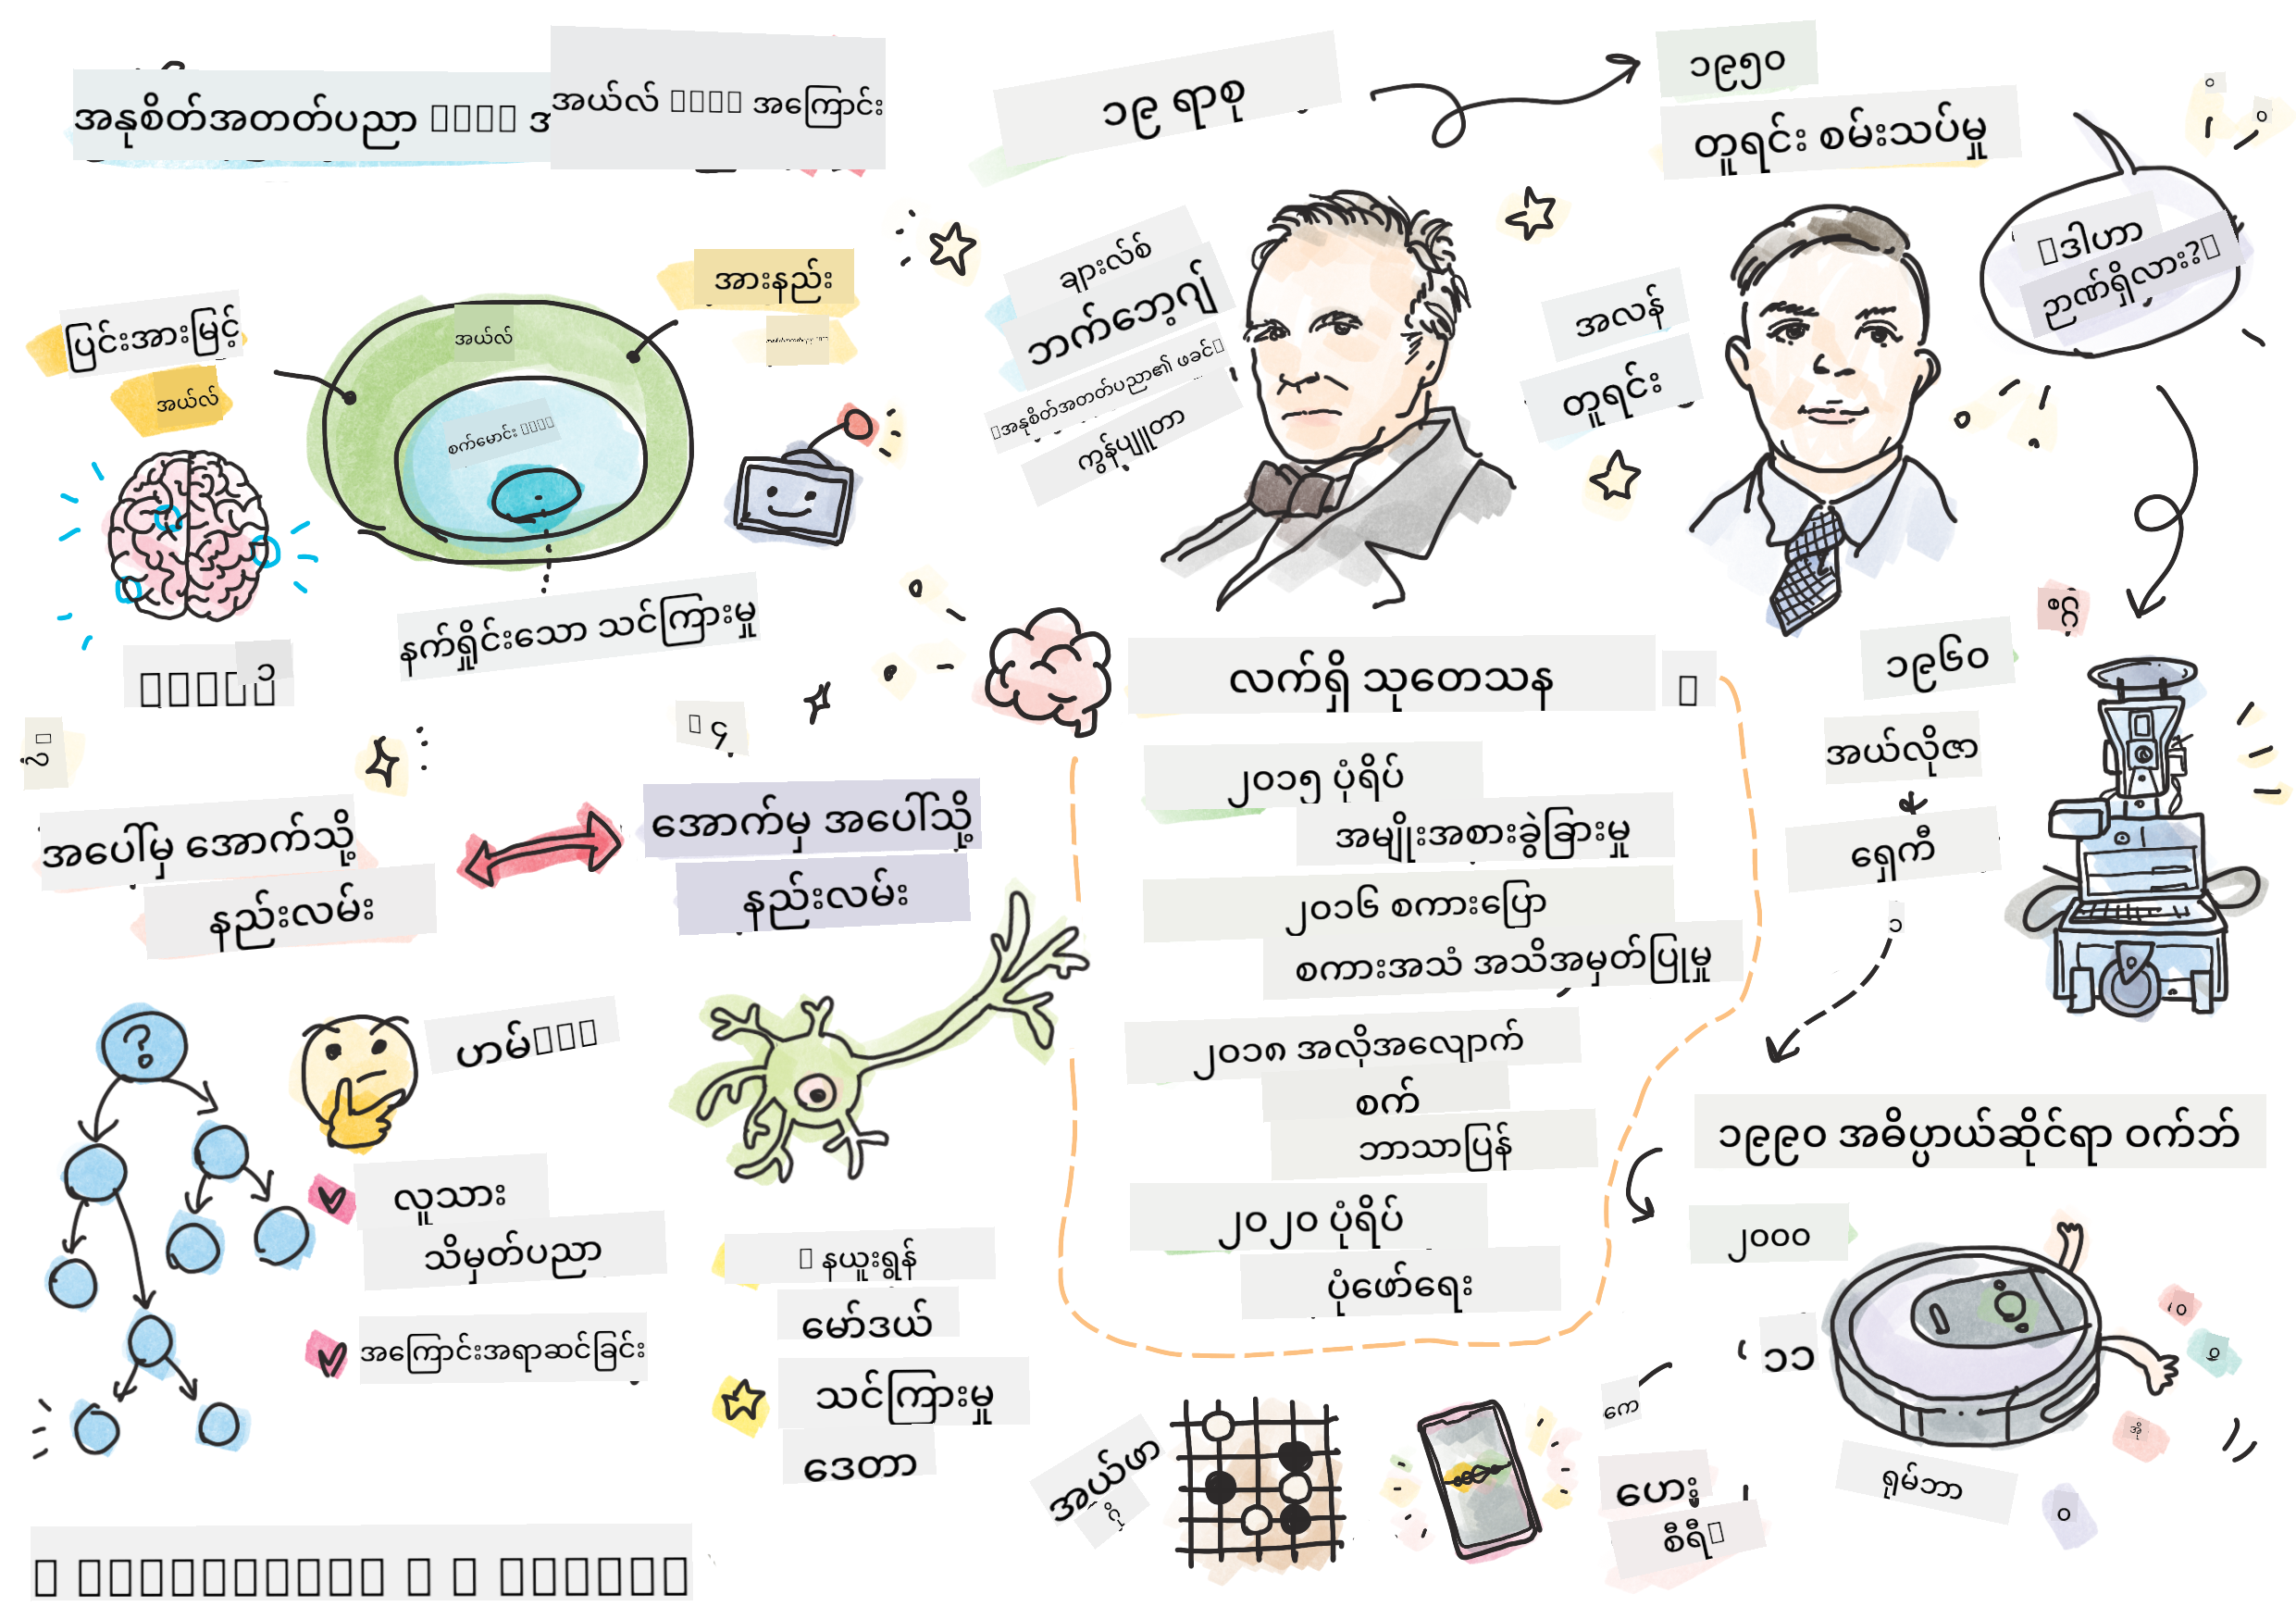 အနုစိတ်အတတ်ပညာ
အယ်လ် အကြောင်း
ပြင်းအားမြင့်
အယ်လ်
အယ်လ်
အားနည်း
စက်မောင်း
နက်ရှိုင်းသော သင်ကြားမှု
၁၉ ရာစု
ချားလ်စ်
ဘက်ဘေ့ဂျ်
အနုစိတ်အတတ်ပညာ၏ ဖခင်
ကွန်ပျူတာ
၁၉၅၀
တူရင်း စမ်းသပ်မှု
အလန်
တူရင်း
ဒါဟာ
ဉာဏ်ရှိလား?
၁၉၆၀
အယ်လိုဇာ
ရှေကီ
၁၉၉၀ အဓိပ္ပာယ်ဆိုင်ရာ ဝက်ဘ်
၂၀၀၀
၁၁
ရုမ်ဘာ
အပေါ်မှ အောက်သို့
နည်းလမ်း
၄
အောက်မှ အပေါ်သို့
နည်းလမ်း
ဟမ်
လူသား
သိမှတ်ပညာ
အကြောင်းအရာဆင်ခြင်း
နယူးရွန်
မော်ဒယ်
သင်ကြားမှု
ဒေတာ
လက်ရှိ သုတေသန
၂၀၁၅ ပုံရိပ်
အမျိုးအစားခွဲခြားမှု
၂၀၁၆ စကားပြော
စကားအသံ အသိအမှတ်ပြုမှု
၂၀၁၈ အလိုအလျောက်
စက်
ဘာသာပြန်
၂၀၂၀ ပုံရိပ်
ပုံဖော်ရေး
အယ်ဖာ
ဂို
ကေ
ဟေး
စီရီ